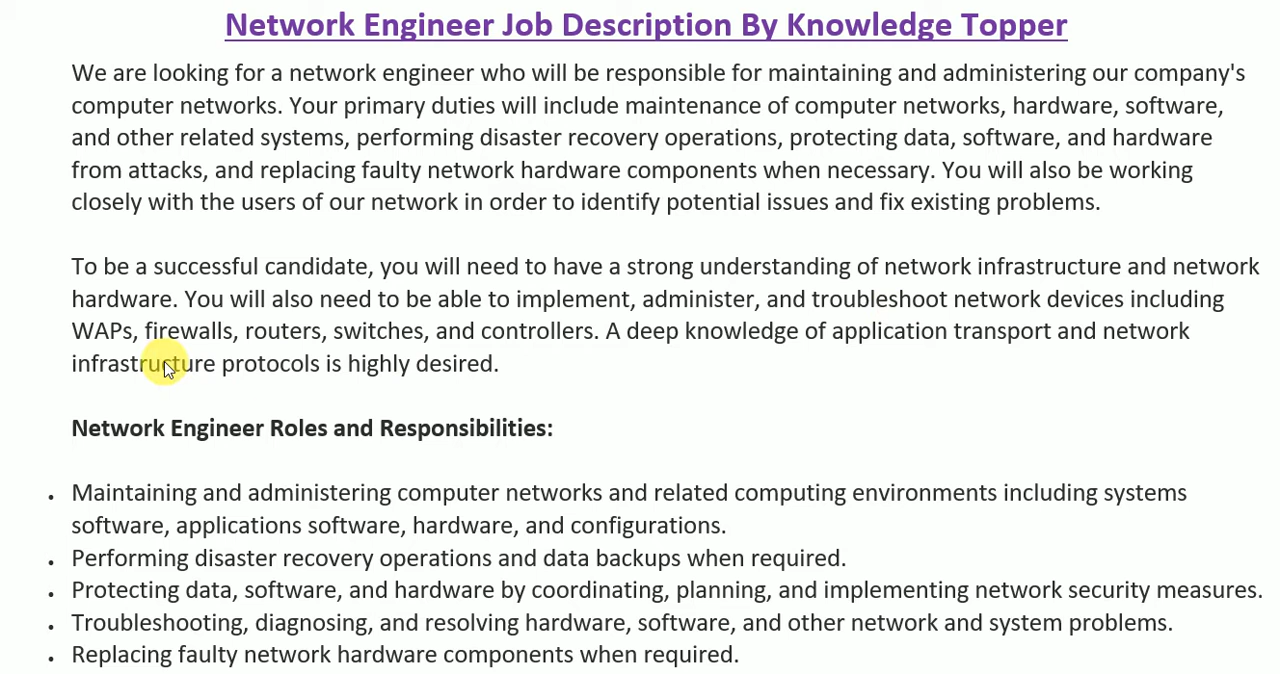 Network Engineer Job Description By Knowledge Topper
We are looking for a network engineer who will be responsible for maintaining and administering our company's
computer networks. Your primary duties will include maintenance of computer networks, hardware, software,
and other related systems, performing disaster recovery operations, protecting data, software, and hardware
from attacks, and replacing faulty network hardware components when necessary. You will also be working
closely with the users of our network in order to identify potential issues and fix existing problems.
To be a successful candidate, you will need to have a strong understanding of network infrastructure and network
hardware. You will also need to be able to implement, administer, and troubleshoot network devices including
WAPs, firewalls, routers, switches, and controllers. A deep knowledge of application transport and network
infrastructure protocols is highly desired.
Network Engineer Roles and Responsibilities:
• Maintaining and administering computer networks and related computing environments including systems
software, applications software, hardware, and configurations.
• Performing disaster recovery operations and data backups when required.
• Protecting data, software, and hardware by coordinating, planning, and implementing network security measures.
• Troubleshooting, diagnosing, and resolving hardware, software, and other network and system problems.
• Replacing faulty network hardware components when required.